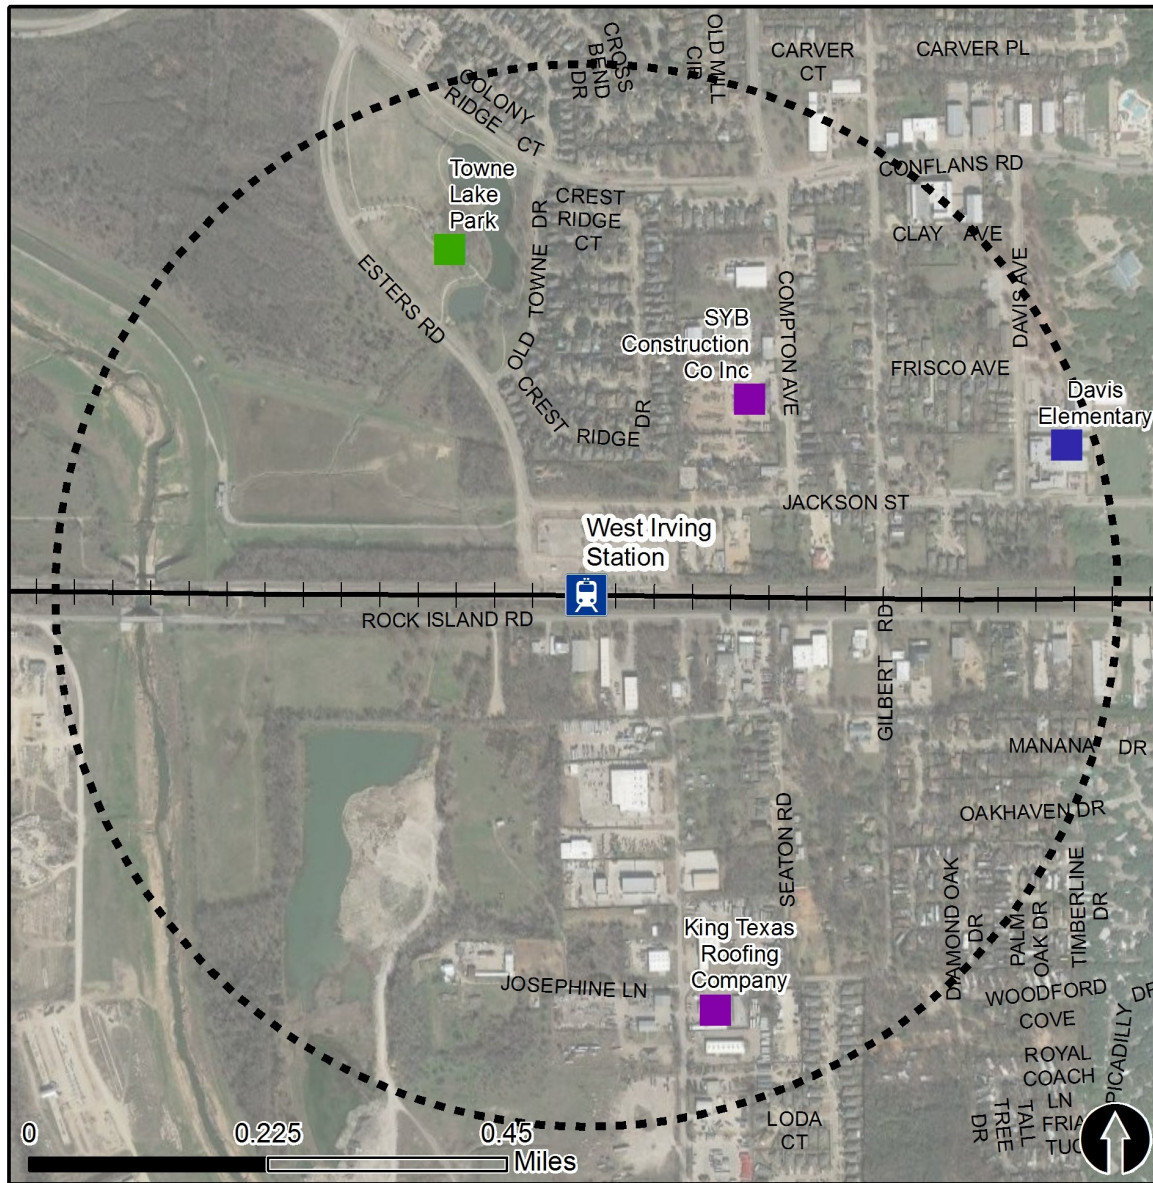 CROSS
BEND
DR
OLD MILL
CIR
CARVER
CT
CARVER PL
COLONY
RIDGE CT
Towne
Lake
Park
CONFLANS RD
CREST
RIDGE
CT
CLAY AVE
ESTERS RD
OLD TOWNE DR
COMPTON AVE
DAVIS AVE
SYB
Construction
Co Inc
FRISCO AVE
Davis
Elementary
CREST RIDGE DR
JACKSON ST
West Irving
Station
ROCK ISLAND RD
GILBERT RD
MANANA DR
OAKHAVEN DR
SEATON RD
DIAMOND OAK
DR
PALM
OAK DR
TIMBERLINE
DR
King Texas
Roofing
Company
JOSEPHINE LN
WOODFORD
COVE
PICADILLY DR
ROYAL
COACH
LN
LODA
CT
TALL
TREE
DR
FRIA
TUC
0 0.225 0.45
Miles